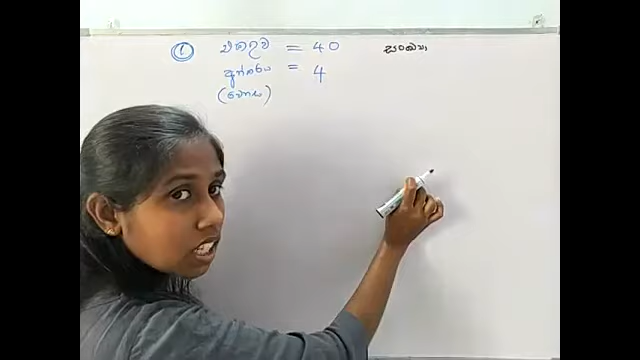 ① එකතුව = 40 සංඛ්‍යා
අන්තරය = 4
(වෙනස)